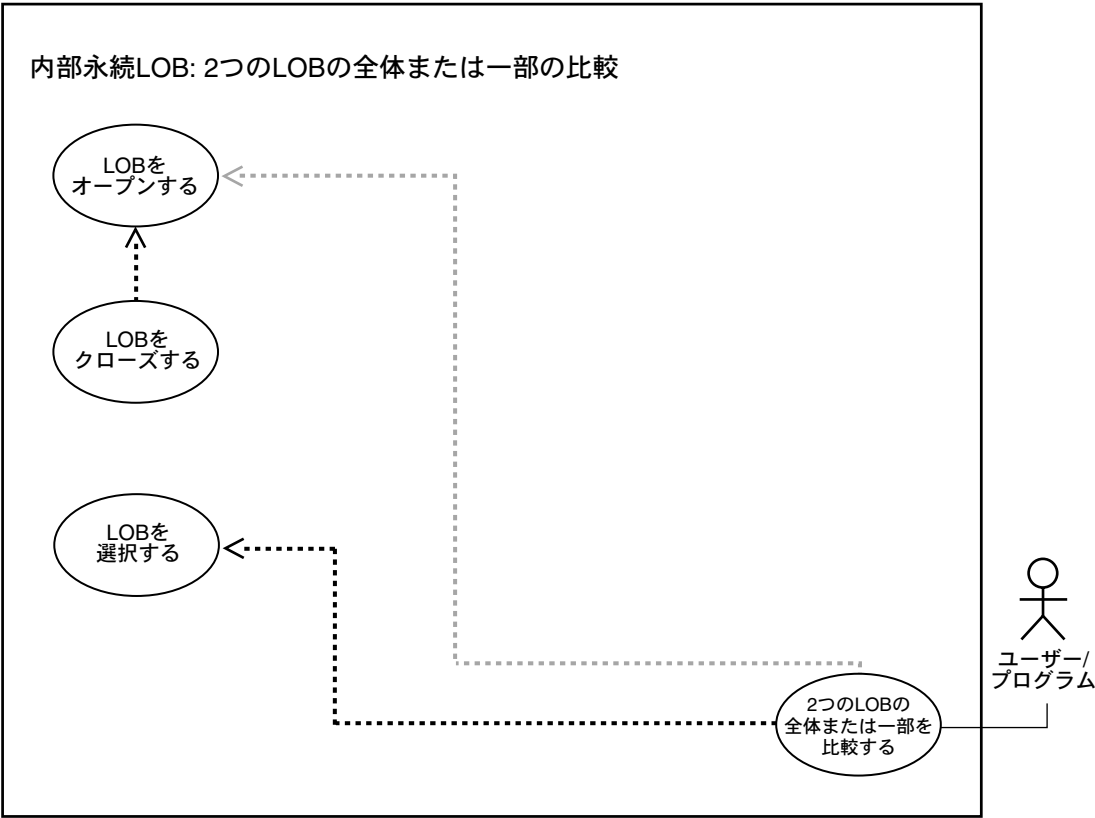 内部永続LOB: 2つのLOBの全体または一部の比較
LOBを
オープンする
LOBを
クローズする
LOBを
選択する
ユーザー/
プログラム
2つのLOBの
全体または一部を
比較する